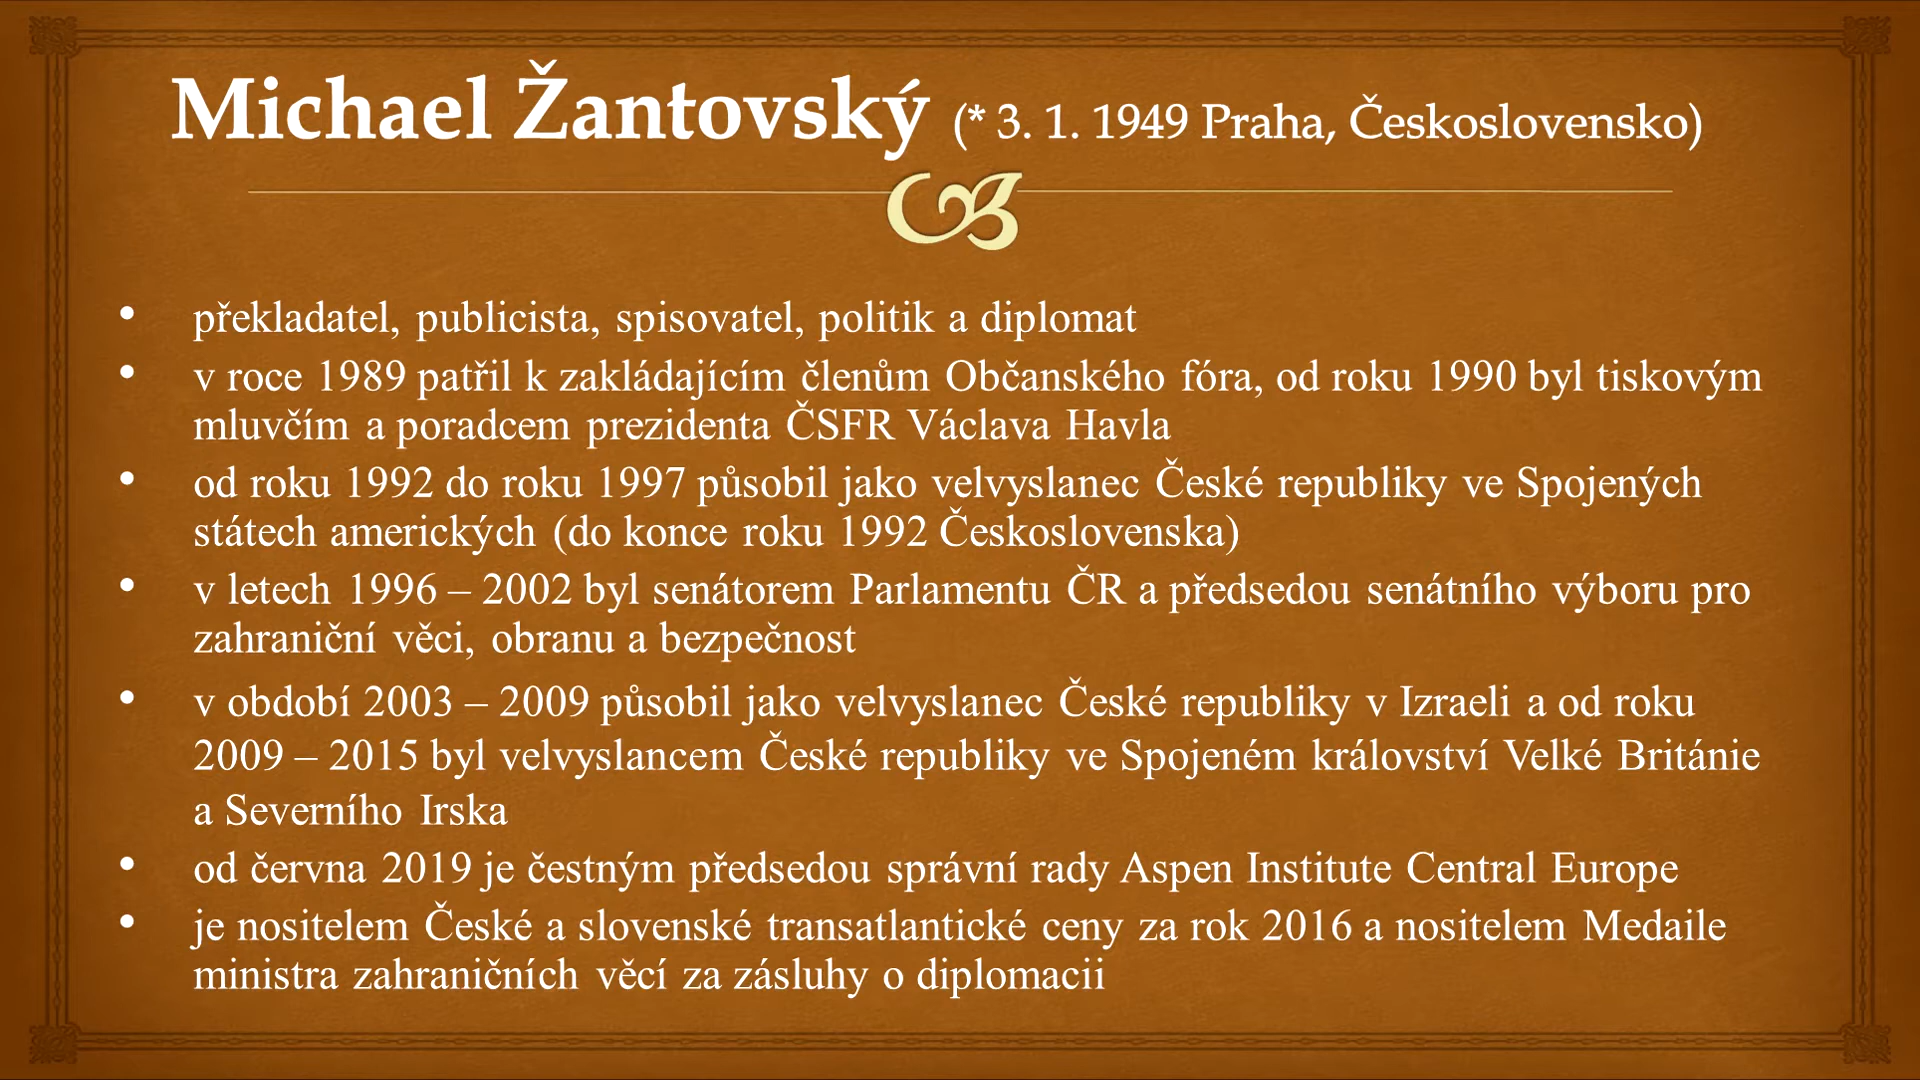 Michael Žantovský (* 3. 1. 1949 Praha, Československo)
• překladatel, publicista, spisovatel, politik a diplomat
• v roce 1989 patřil k zakládajícím členům Občanského fóra, od roku 1990 byl tiskovým
mluvčím a poradcem prezidenta ČSFR Václava Havla
• od roku 1992 do roku 1997 působil jako velvyslanec České republiky ve Spojených
státech amerických (do konce roku 1992 Československa)
• v letech 1996 – 2002 byl senátorem Parlamentu ČR a předsedou senátního výboru pro
zahraniční věci, obranu a bezpečnost
• v období 2003 – 2009 působil jako velvyslanec České republiky v Izraeli a od roku
2009 – 2015 byl velvyslancem České republiky ve Spojeném království Velké Británie
a Severního Irska
• od června 2019 je čestným předsedou správní rady Aspen Institute Central Europe
• je nositelem České a slovenské transatlantické ceny za rok 2016 a nositelem Medaile
ministra zahraničních věcí za zásluhy o diplomacii